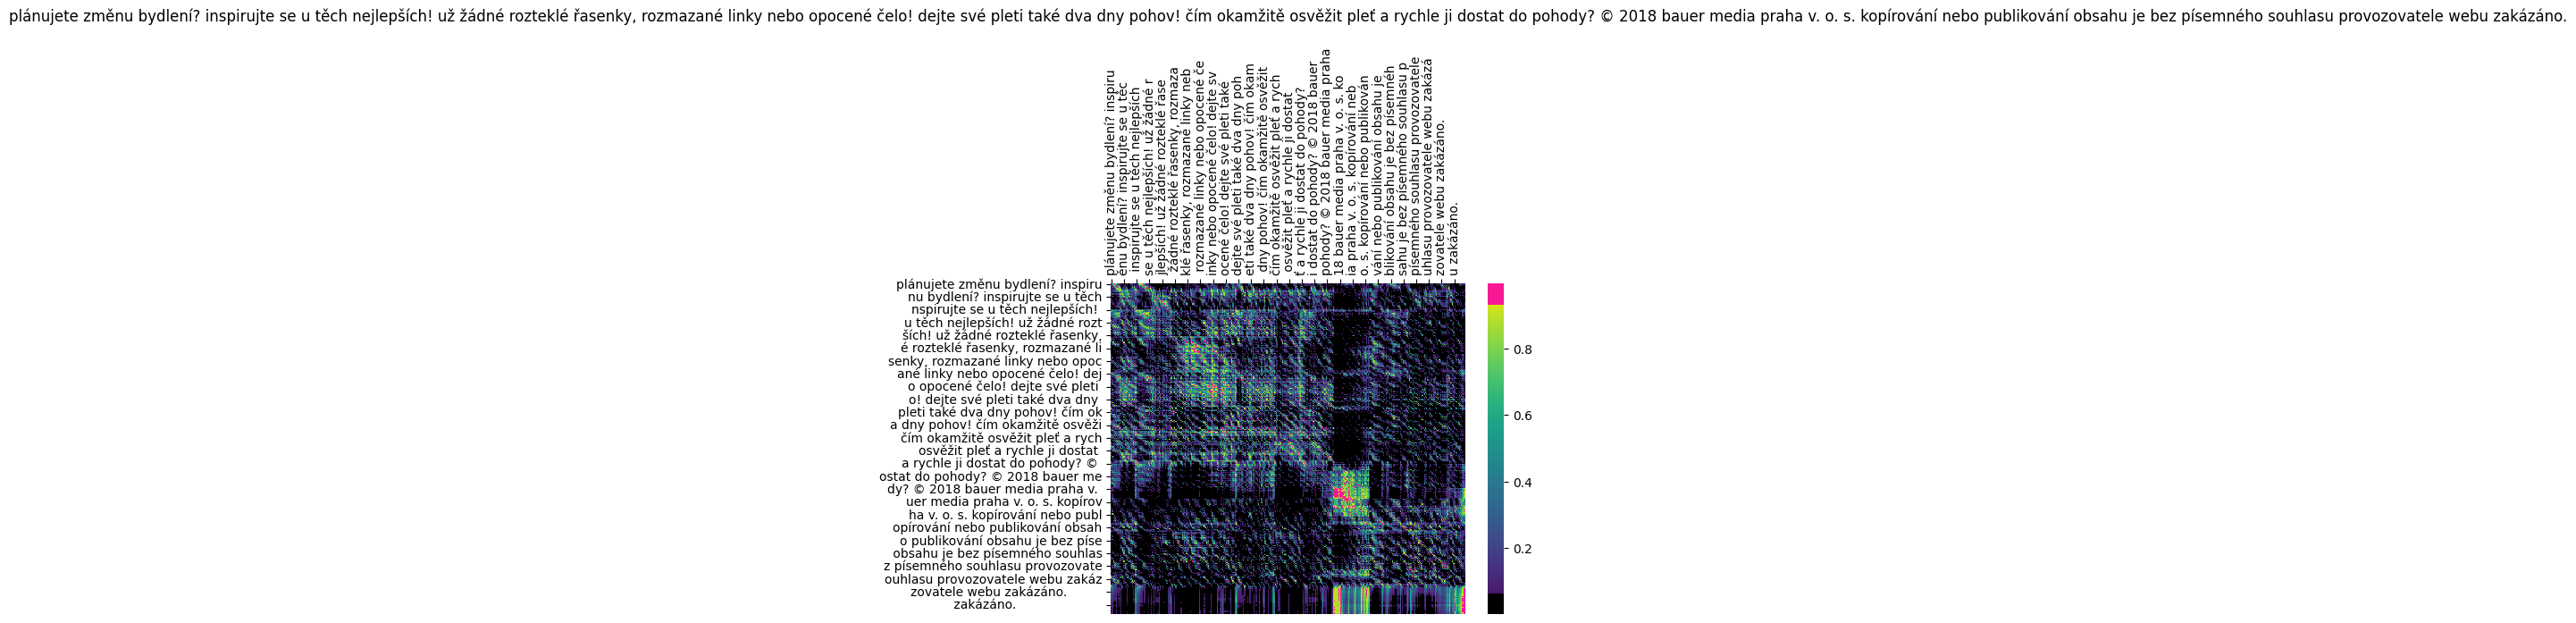 plánujete změnu bydlení? inspirujte se u těch nejlepších! už žádné rozteklé řasenky, rozmazané linky nebo opocené čelo! dejte své pleti také dva dny pohov! čím okamžitě osvěžit pleť a rychle ji dostat do pohody? © 2018 bauer media praha v. o. s. kopírování nebo publikování obsahu je bez písemného souhlasu provozovatele webu zakázáno.
plánujete změnu bydlení? inspiru
ěnu bydlení? inspirujte se u těc
inspirujte se u těch nejlepších
se u těch nejlepších! už žádné r
jlepších! už žádné rozteklé řase
žádné rozteklé řasenky, rozmaza
klé řasenky, rozmazané linky neb
rozmazané linky nebo opocené če
inky nebo opocené čelo! dejte sv
ocené čelo! dejte své pleti také
dejte své pleti také dva dny poh
eti také dva dny pohov! čím okam
dny pohov! čím okamžitě osvěžit
čím okamžitě osvěžit pleť a rych
osvěžit pleť a rychle ji dostat
ť a rychle ji dostat do pohody?
i dostat do pohody? © 2018 bauer
pohody? © 2018 bauer media praha
18 bauer media praha v. o. s. ko
ia praha v. o. s. kopírování neb
o. s. kopírování nebo publikován
vání nebo publikování obsahu je
blikování obsahu je bez písemnéh
sahu je bez písemného souhlasu p
písemného souhlasu provozovatele
uhlasu provozovatele webu zakázá
zovatele webu zakázáno.
u zakázáno.
plánujete změnu bydlení? inspiru
nu bydlení? inspirujte se u těch
nspirujte se u těch nejlepších!
u těch nejlepších! už žádné rozt
ších! už žádné rozteklé řasenky,
é rozteklé řasenky, rozmazané li
senky, rozmazané linky nebo opoc
ané linky nebo opocené čelo! dej
o opocené čelo! dejte své pleti
o! dejte své pleti také dva dny
pleti také dva dny pohov! čím ok
a dny pohov! čím okamžitě osvěži
čím okamžitě osvěžit pleť a rych
osvěžit pleť a rychle ji dostat
a rychle ji dostat do pohody? ©
ostat do pohody? © 2018 bauer me
dy? © 2018 bauer media praha v.
uer media praha v. o. s. kopírov
ha v. o. s. kopírování nebo publ
opírování nebo publikování obsah
o publikování obsahu je bez píse
obsahu je bez písemného souhlas
z písemného souhlasu provozovate
ouhlasu provozovatele webu zakáz
zovatele webu zakázáno.
zakázáno.
0.8
0.6
0.4
0.2